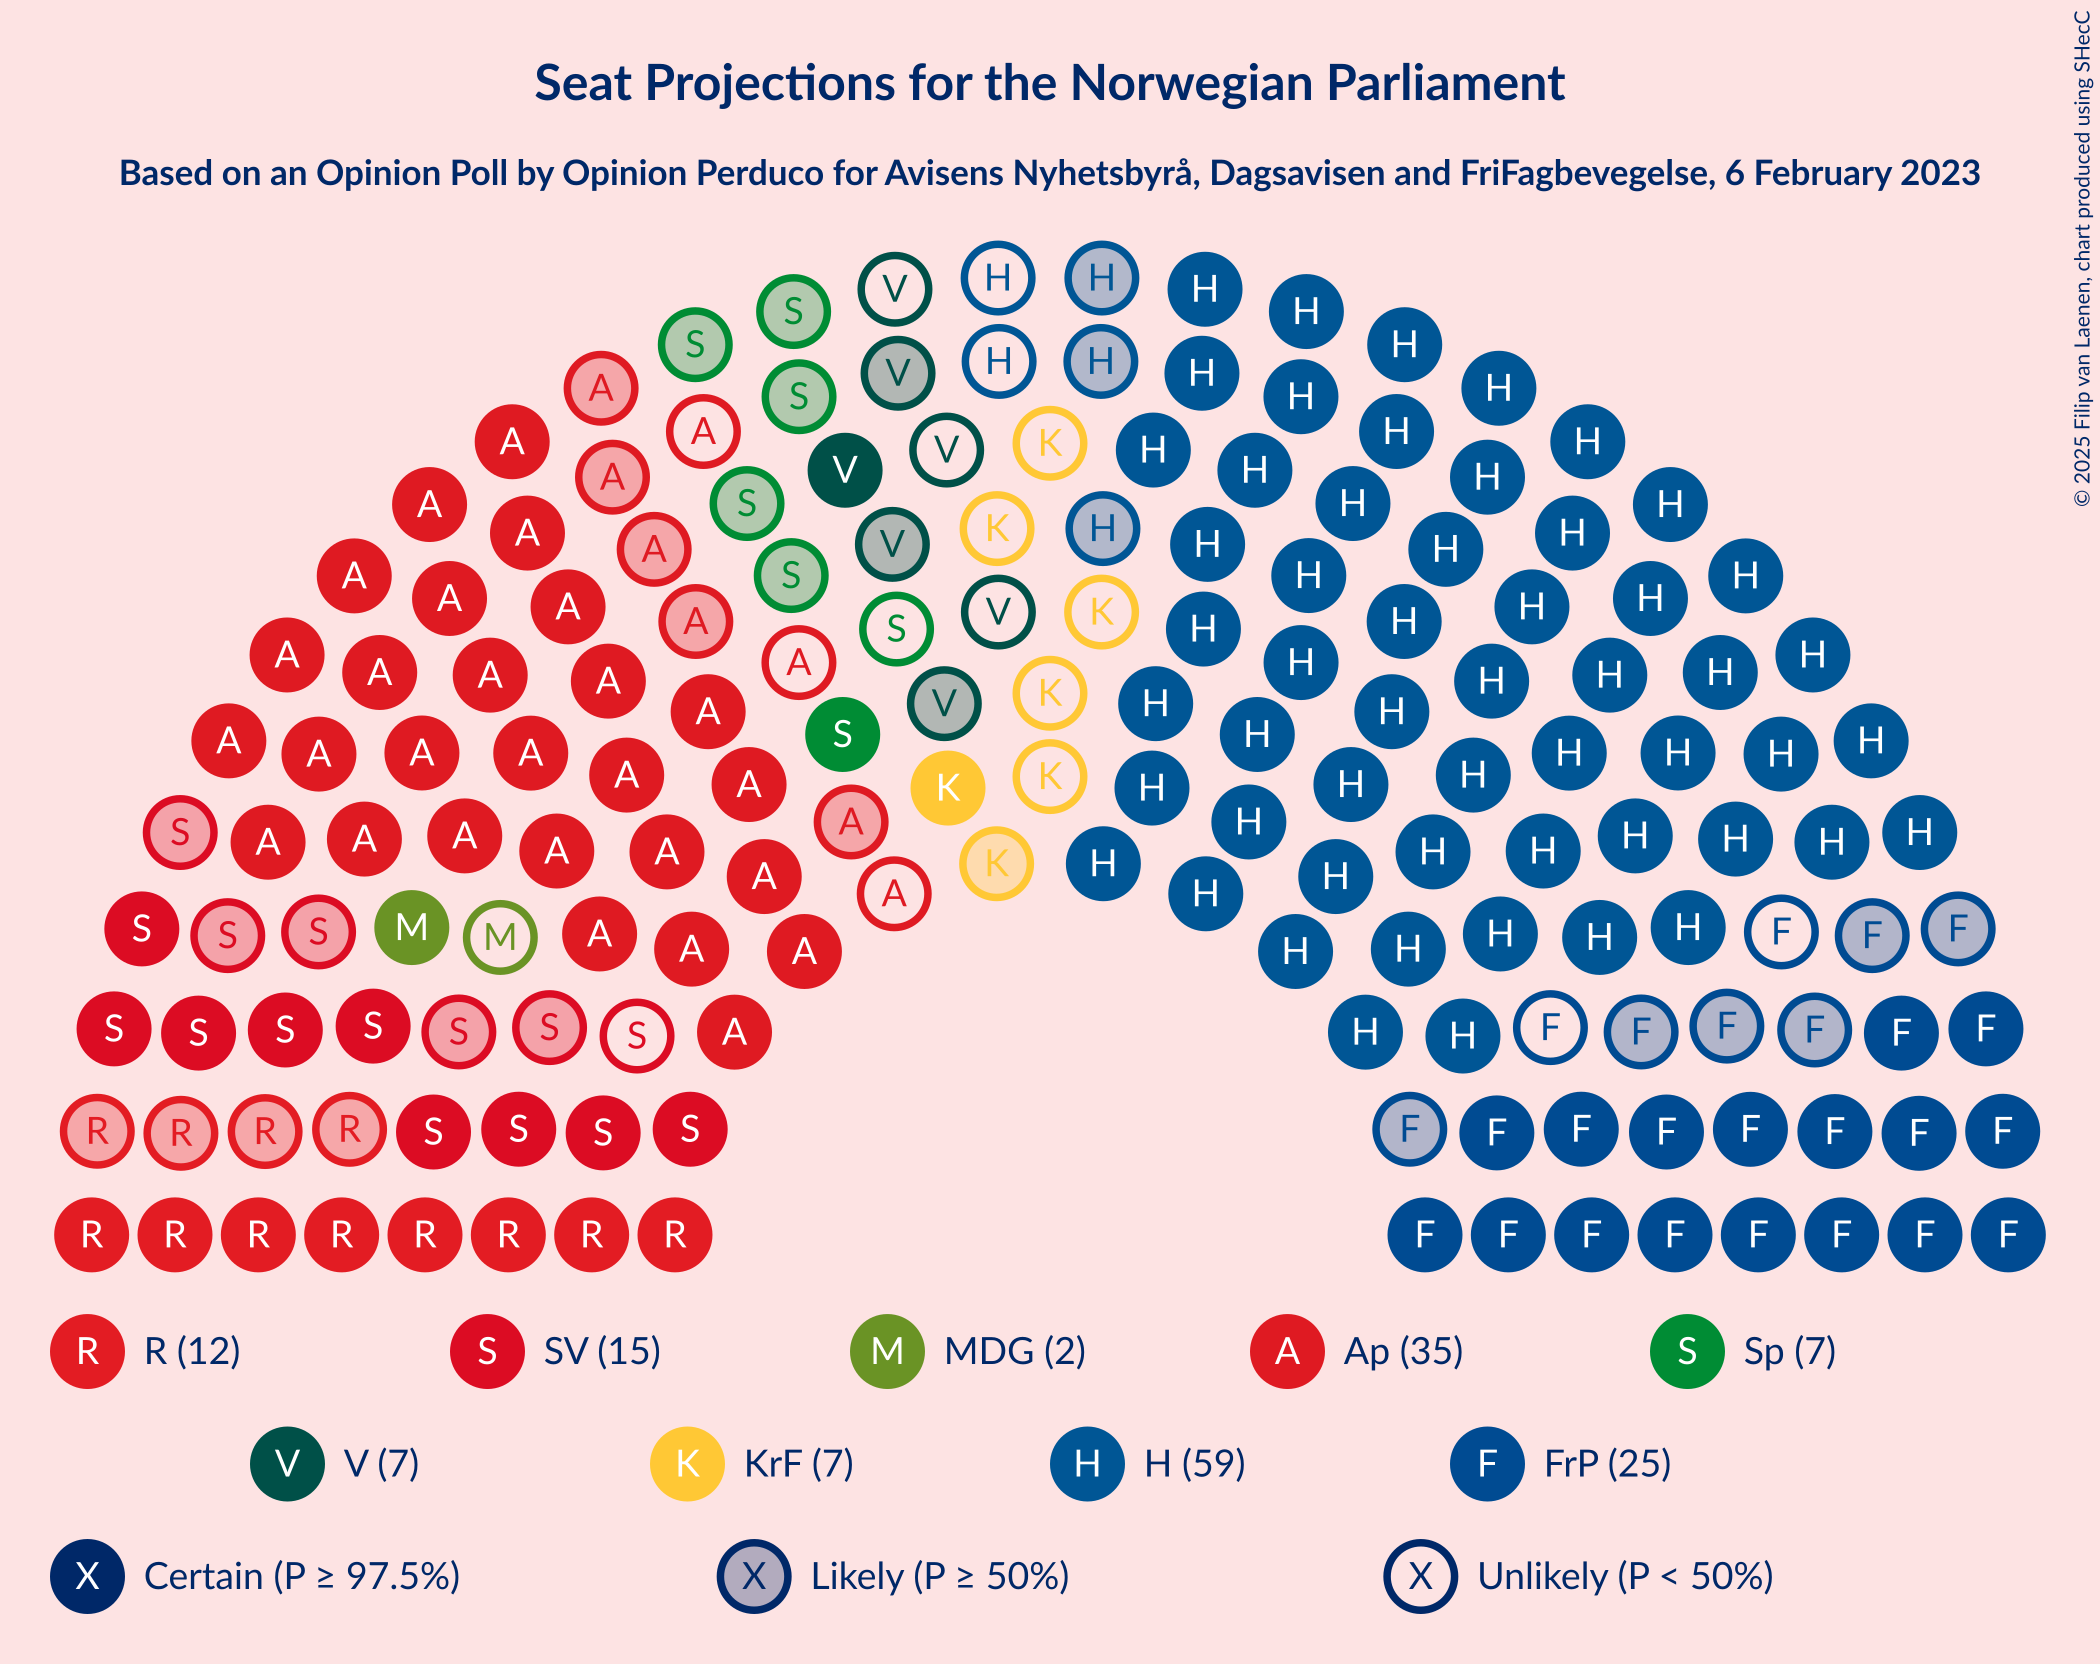 Seat Projections for the Norwegian Parliament
Based on an Opinion Poll by Opinion Perduco for Avisens Nyhetsbyrå, Dagsavisen and FriFagbevegelse, 6 February 2023
© 2025 Filip van Laenen, chart produced using SHecC
S V H H H H
A S S V H H H H H H
A A A V V K H H H H H
A A A S V K H H H H H H
A A A A S S V K H H H H H H
A A A A A A V K H H H H H H H
A A A A A A S K K H H H H H H H H
S A A A A A A A K H H H H H H H H H
S S S M M A A A A H H H H H H F F F
S S S S S S S A H H F F F F F F
R R R R S S S S F F F F F F F F
R R R R R R R R F F F F F F F F
R R (12) S SV (15) M MDG (2) A Ap (35) S Sp (7)
V V (7) K KrF (7) H H (59) F FrP (25)
X Certain (P ≥ 97.5%) X Likely (P ≥ 50%) X Unlikely (P < 50%)